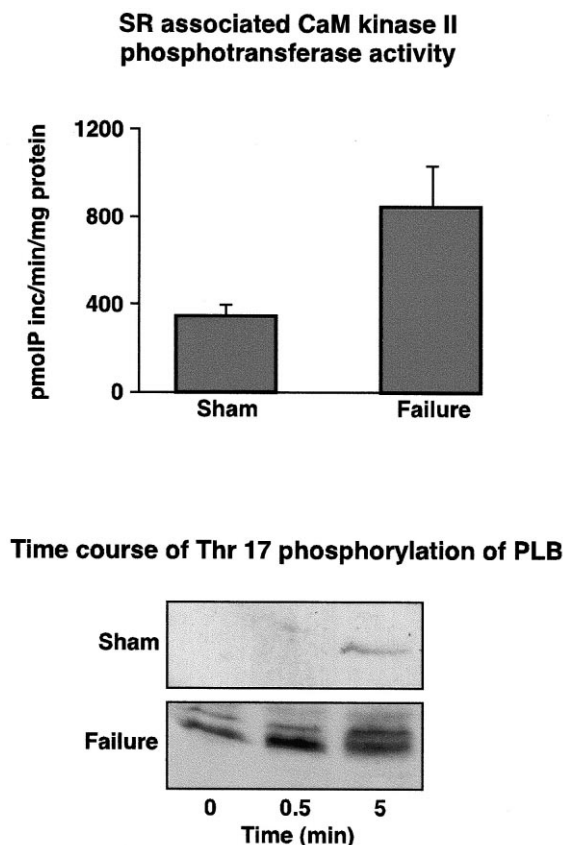 SR associated CaM kinase II
phosphotransferase activity
pmolP inc/min/mg protein
1200
800
400
0
Sham
Failure
Time course of Thr 17 phosphorylation of PLB
Sham
Failure
0 0.5 5
Time (min)